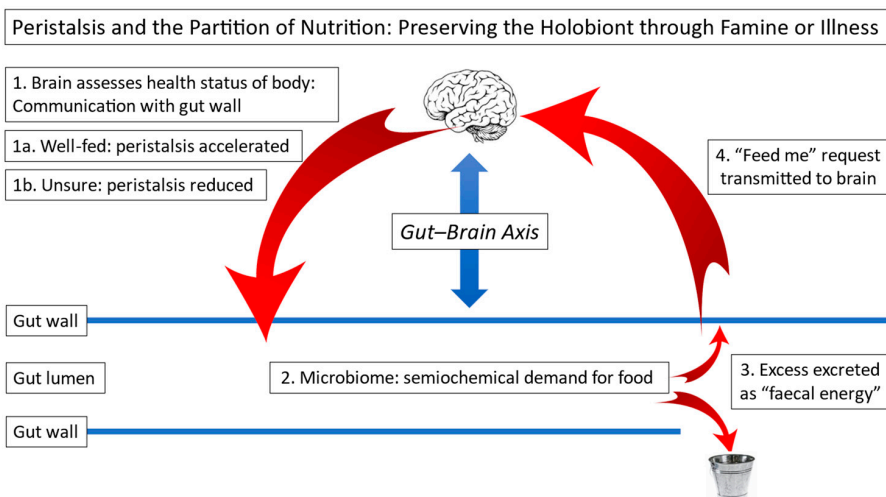 Peristalsis and the Partition of Nutrition: Preserving the Holobiont through Famine or Illness
1. Brain assesses health status of body:
Communication with gut wall
1a. Well-fed: peristalsis accelerated
1b. Unsure: peristalsis reduced
4. “Feed me” request
transmitted to brain
Gut–Brain Axis
Gut wall
Gut lumen
2. Microbiome: semiochemical demand for food
3. Excess excreted
as “faecal energy”
Gut wall